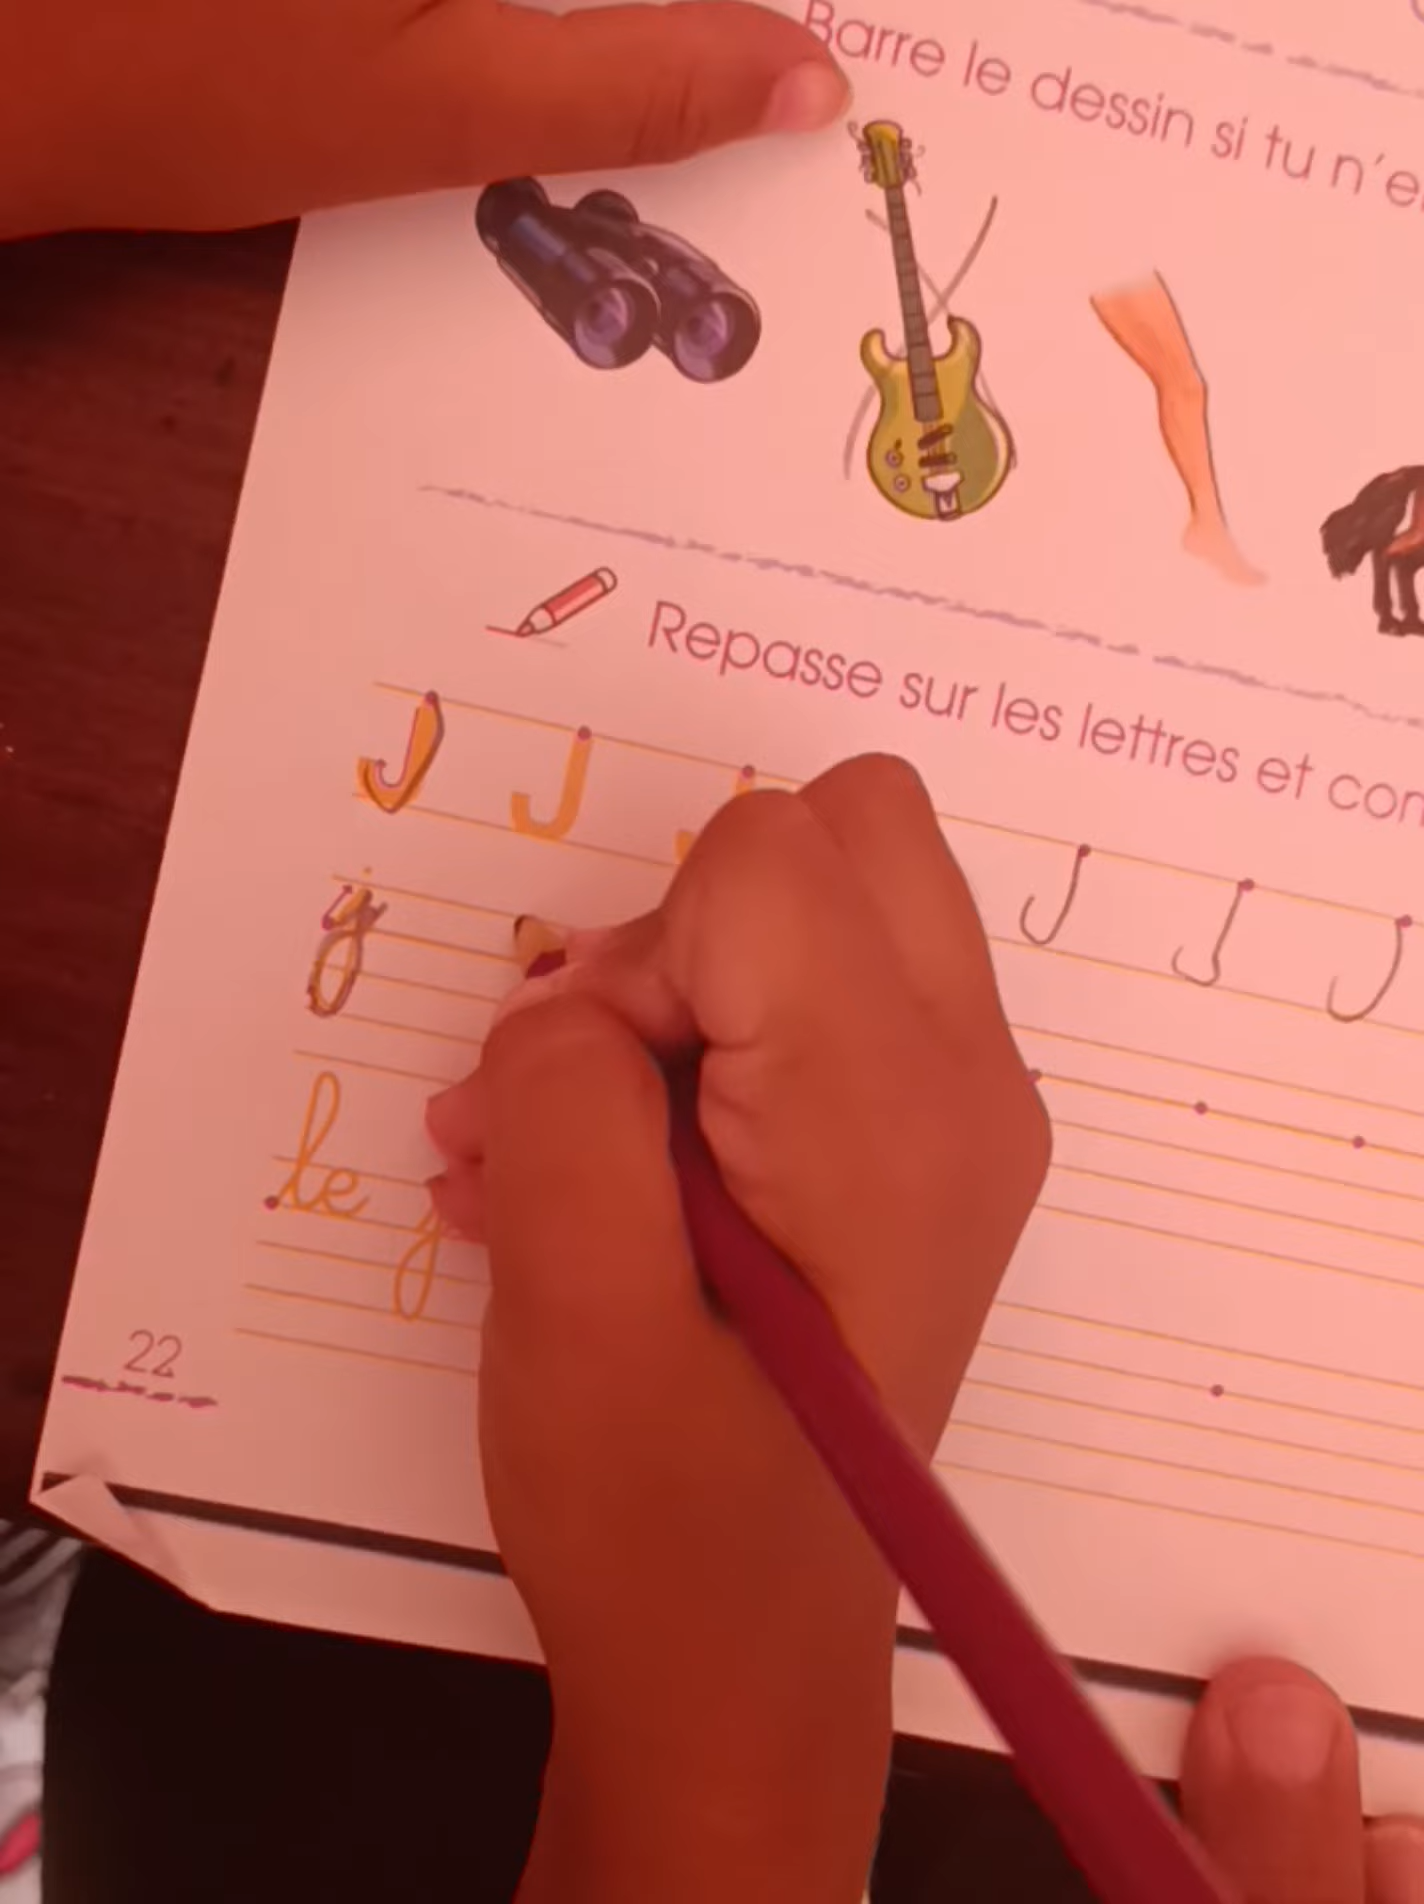 Barre le dessin si tu n'e
Repasse sur les lettres et con
J J J J J
j
le j
22